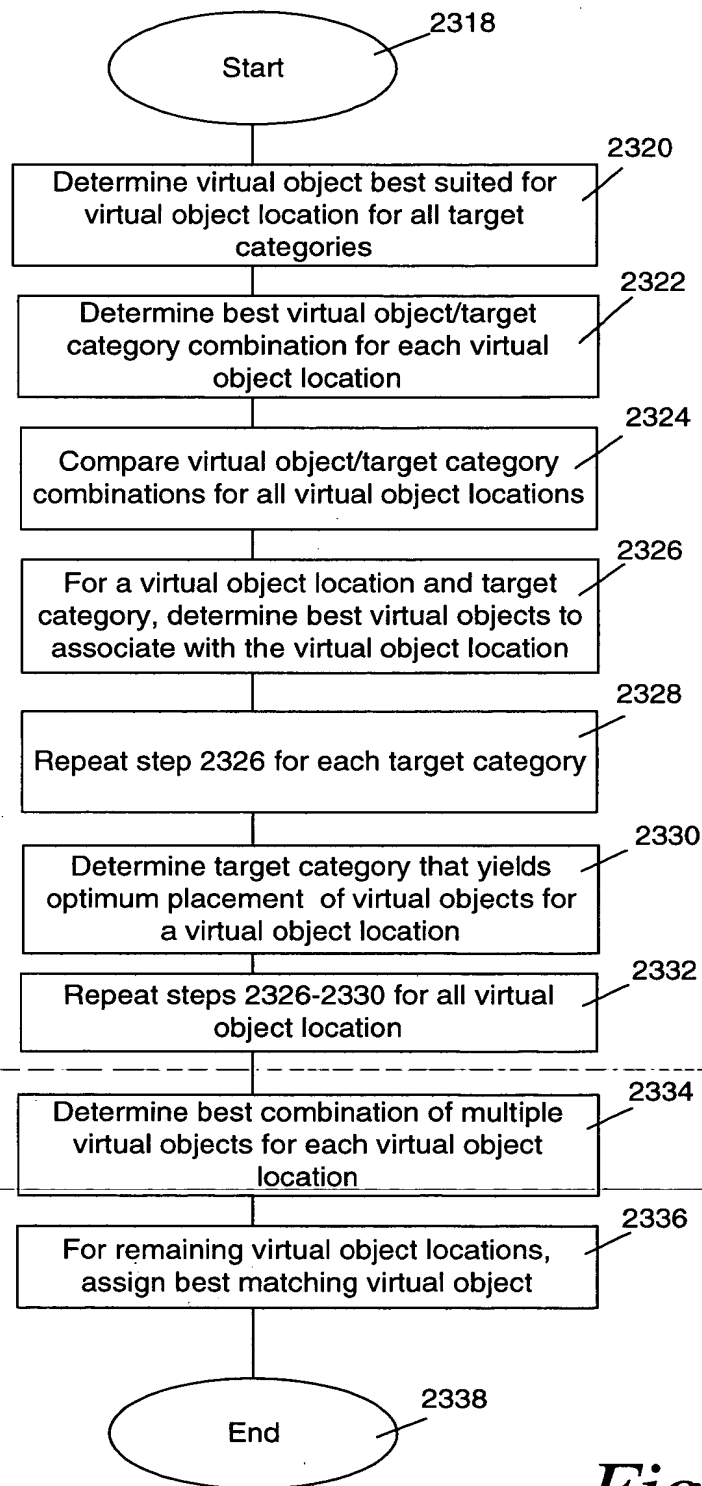 2318
Start
2320
Determine virtual object best suited for
virtual object location for all target
categories
2322
Determine best virtual object/target
category combination for each virtual
object location
2324
Compare virtual object/target category
combinations for all virtual object locations
2326
For a virtual object location and target
category, determine best virtual objects to
associate with the virtual object location
2328
Repeat step 2326 for each target category
2330
Determine target category that yields
optimum placement of virtual objects for
a virtual object location
2332
Repeat steps 2326-2330 for all virtual
object location
2334
Determine best combination of multiple
virtual objects for each virtual object
location
2336
For remaining virtual object locations,
assign best matching virtual object
2338
End
Fig